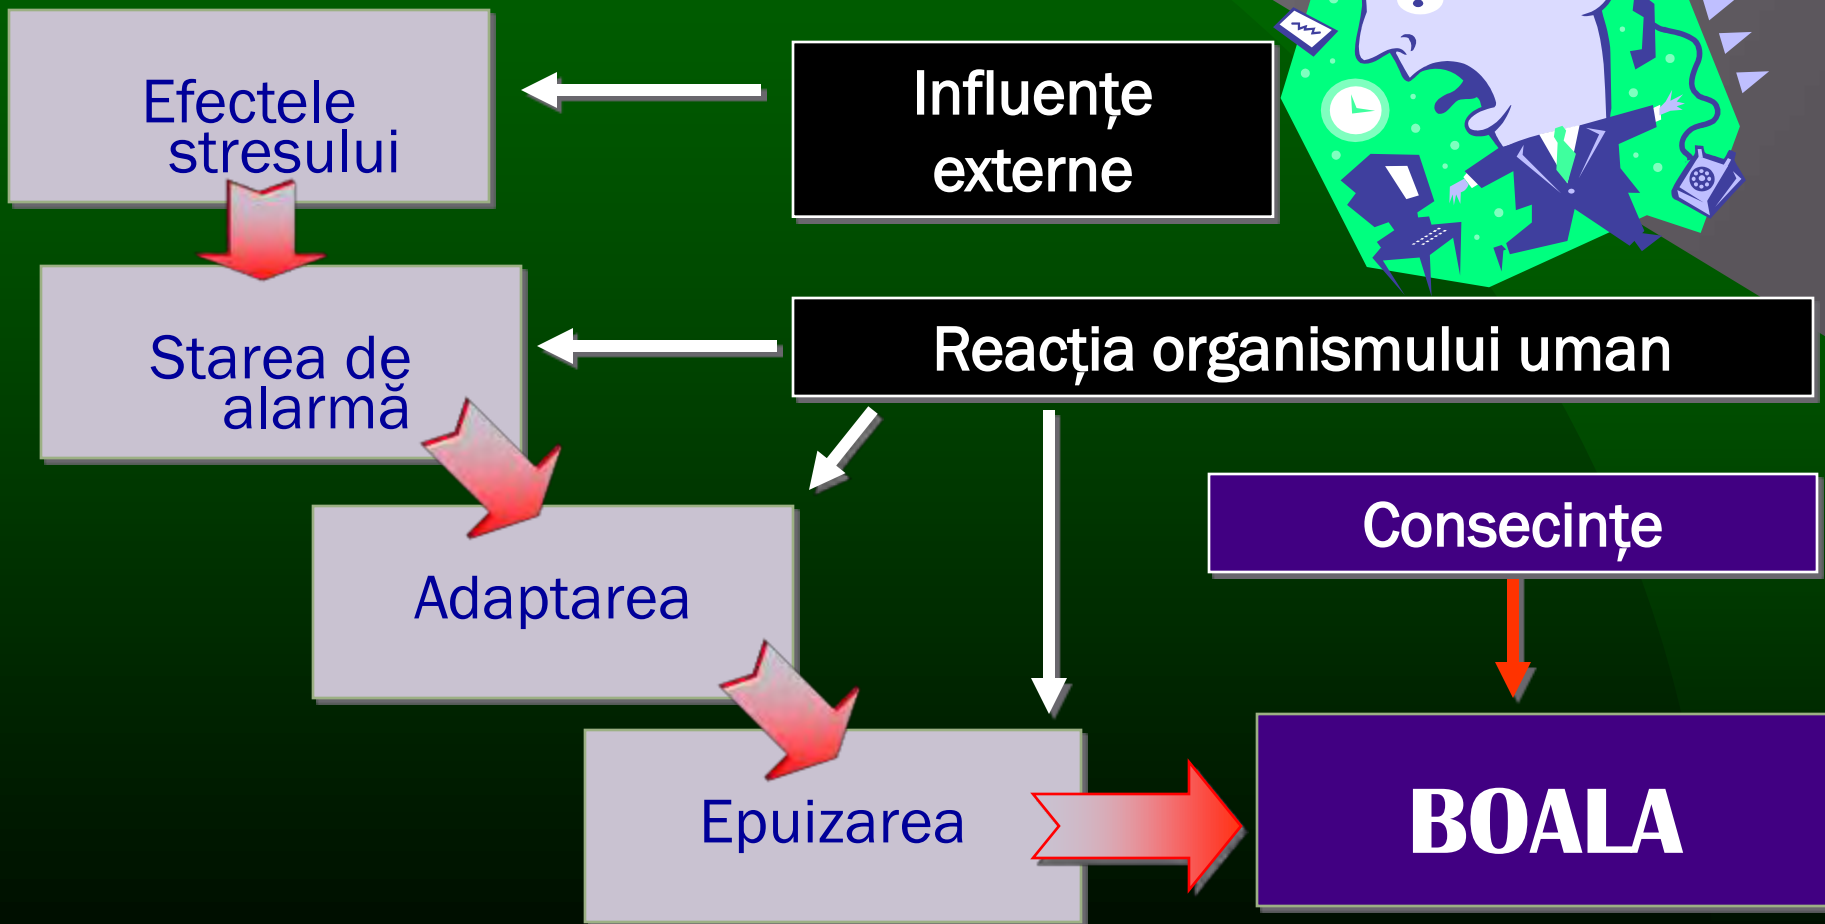 Efectele
stresului
Influențe
externe
Starea de
alarmă
Reacția organismului uman
Adaptarea
Consecințe
Epuizarea
BOALA